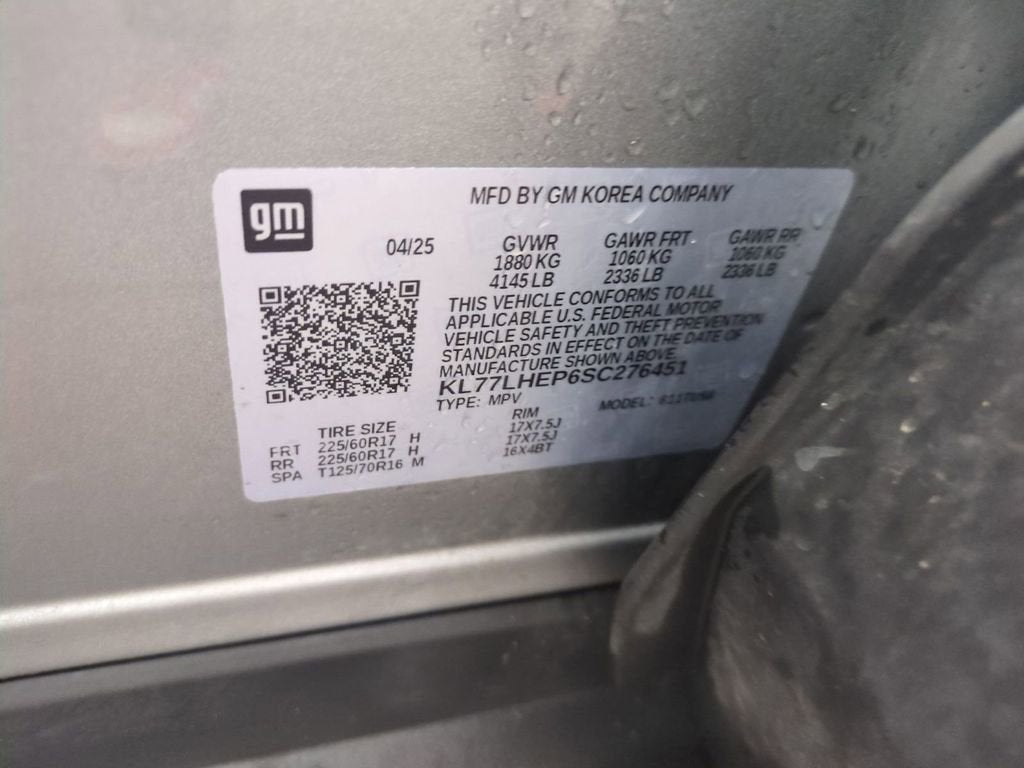 gm
MFD BY GM KOREA COMPANY
04/25 GVWR GAWR FRT GAWR RR
1880 KG 1060 KG 1060 KG
4145 LB 2336 LB 2336 LB
THIS VEHICLE CONFORMS TO ALL
APPLICABLE U.S. FEDERAL MOTOR
VEHICLE SAFETY AND THEFT PREVENTION
STANDARDS IN EFFECT ON THE DATE OF
MANUFACTURE SHOWN ABOVE.
KL77LHEP6SC276451
TYPE: MPV MODEL:
TIRE SIZE RIM
FRT 225/60R17 H 17X7.5J
RR 225/60R17 H 17X7.5J
SPA T125/70R16 M 16X4BT